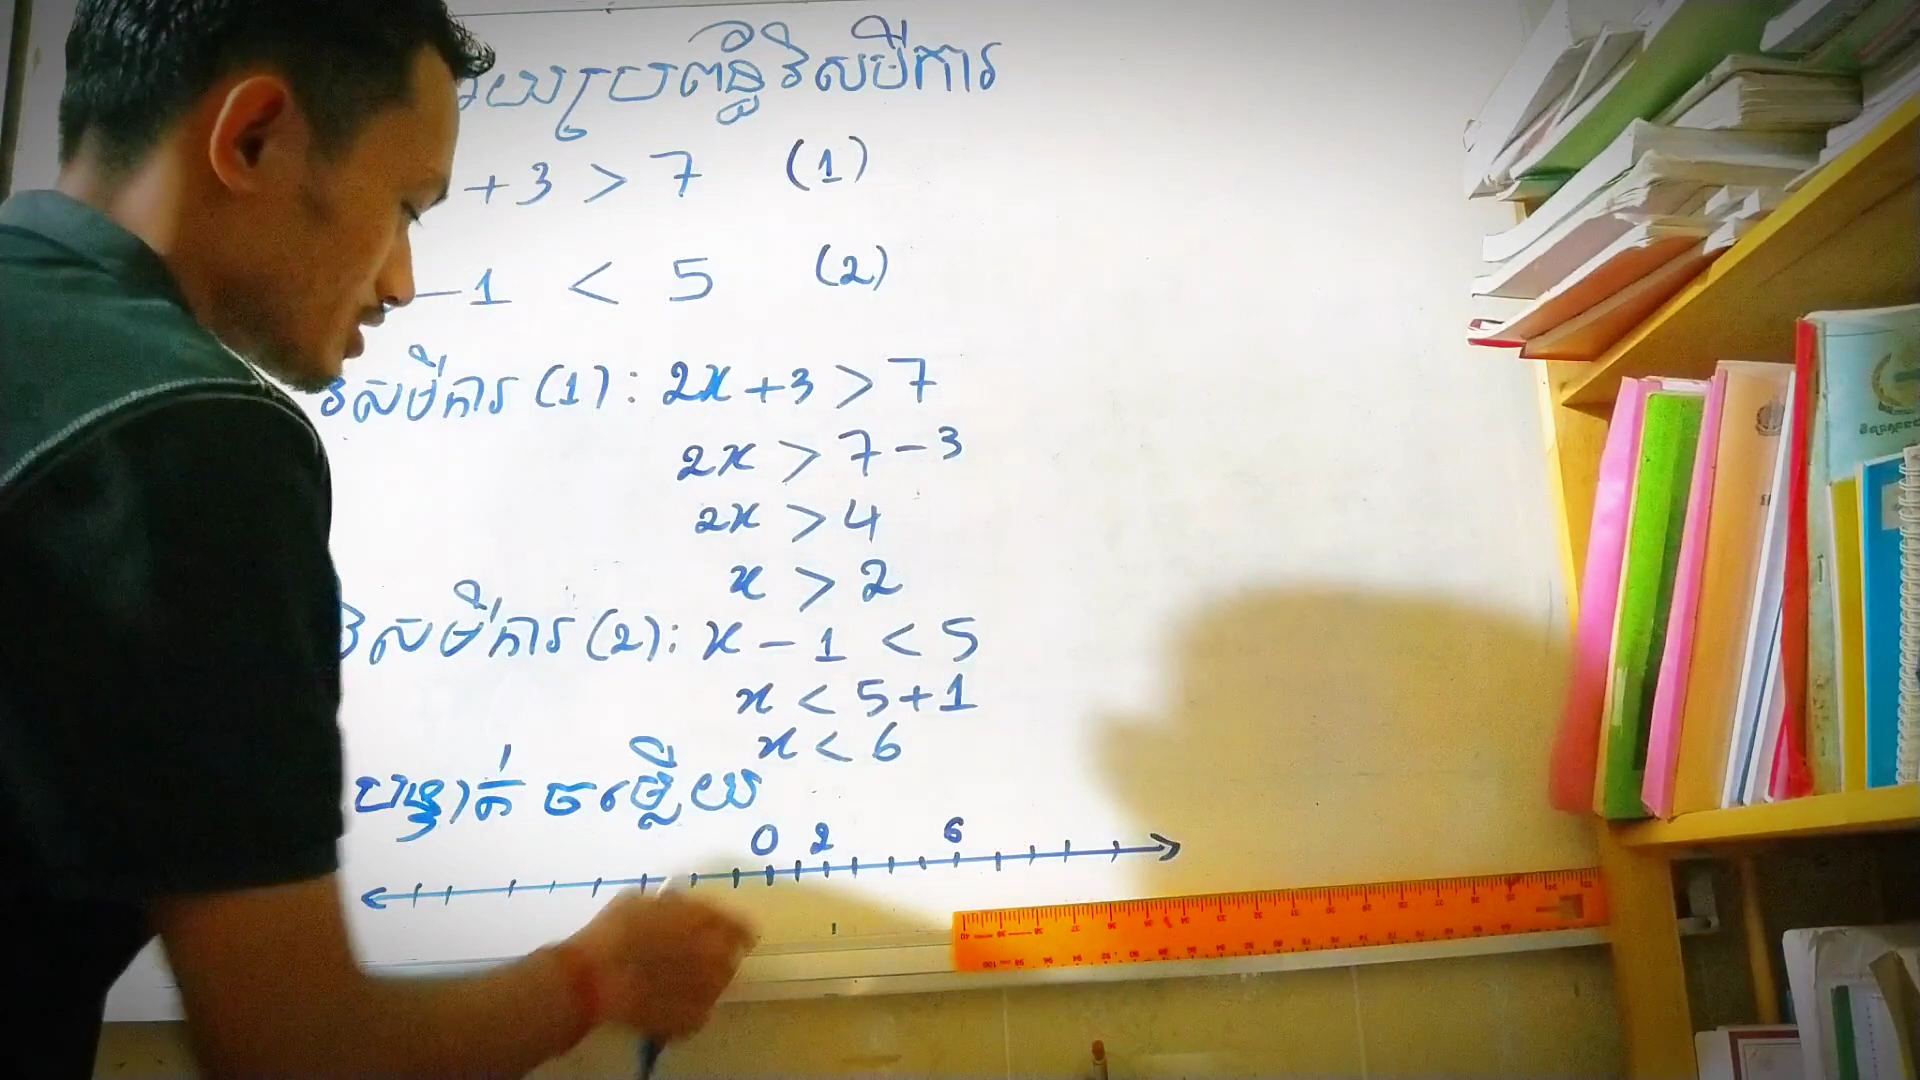 ប្រព័ន្ធវិសមីការ
+ 3 > 7 (1)
- 1 < 5 (2)
វិសមីការ (1) : 2x + 3 > 7
2x > 7 - 3
2x > 4
x > 2
វិសមីការ (2) : x - 1 < 5
x < 5 + 1
x < 6
បន្ទាត់ ចម្លើយ
0 2 6